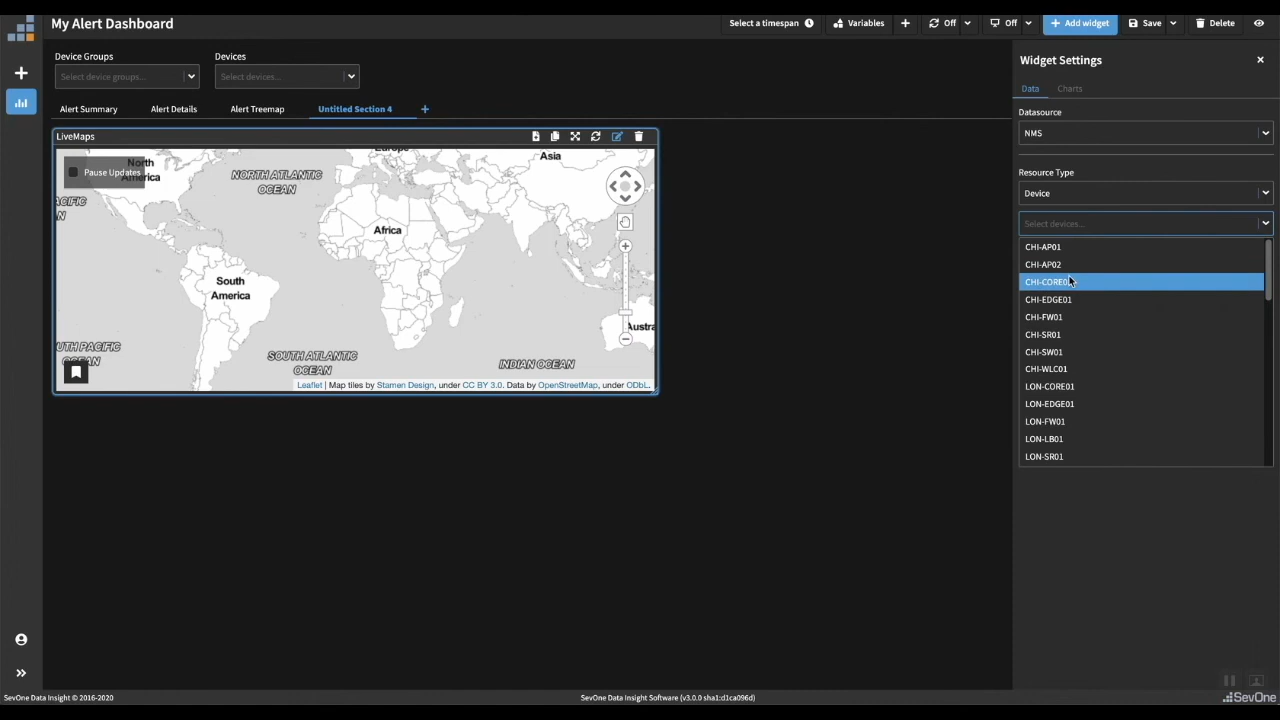 My Alert Dashboard
Select a timespan
Variables
Off
Off
Add widget
Save
Delete
Device Groups
Select device groups...
Devices
Select devices...
Alert Summary
Alert Details
Alert Treemap
Untitled Section 4
LiveMaps
Pause Updates
North
America
NORTH ATLANTIC
OCEAN
Europe
Asia
Africa
South
America
SOUTH ATLANTIC
OCEAN
INDIAN OCEAN
Leaflet | Map tiles by Stamen Design, under CC BY 3.0. Data by OpenStreetMap, under ODbL.
Widget Settings
Data
Charts
Datasource
NMS
Resource Type
Device
Select devices...
CHI-AP01
CHI-AP02
CHI-EDGE01
CHI-FW01
CHI-SR01
CHI-SW01
CHI-WLC01
LON-CORE01
LON-EDGE01
LON-FW01
LON-LB01
LON-SR01
SevOne Data Insight © 2016-2020
SevOne Data Insight Software (v3.0.0 sha1:d1ca096d)
SevOne